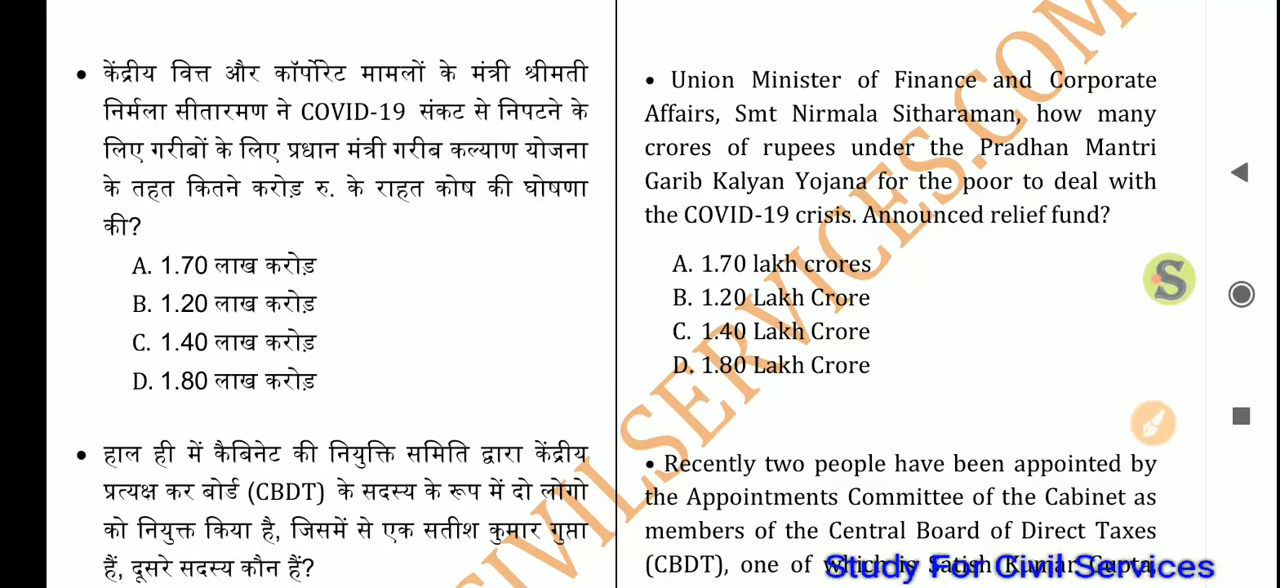 • केंद्रीय वित्त और कॉर्पोरेट मामलों के मंत्री श्रीमती
निर्मला सीतारमण ने COVID-19 संकट से निपटने के
लिए गरीबों के लिए प्रधान मंत्री गरीब कल्याण योजना
के तहत कितने करोड़ रु. के राहत कोष की घोषणा
की?
A. 1.70 लाख करोड़
B. 1.20 लाख करोड़
C. 1.40 लाख करोड़
D. 1.80 लाख करोड़
• हाल ही में कैबिनेट की नियुक्ति समिति द्वारा केंद्रीय
प्रत्यक्ष कर बोर्ड (CBDT) के सदस्य के रूप में दो लोगो
को नियुक्त किया है, जिसमें से एक सतीश कुमार गुप्ता
हैं, दूसरे सदस्य कौन हैं?
• Union Minister of Finance and Corporate
Affairs, Smt Nirmala Sitharaman, how many
crores of rupees under the Pradhan Mantri
Garib Kalyan Yojana for the poor to deal with
the COVID-19 crisis. Announced relief fund?
A. 1.70 lakh crores
B. 1.20 Lakh Crore
C. 1.40 Lakh Crore
D. 1.80 Lakh Crore
• Recently two people have been appointed by
the Appointments Committee of the Cabinet as
members of the Central Board of Direct Taxes
(CBDT), one of which is Satish Kumar Gupta,
Study For Civil Services
CIVILSERVICES.COM
S